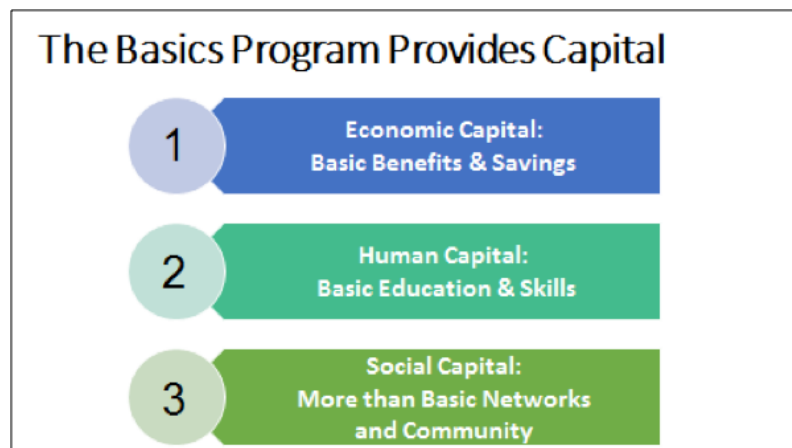 The Basics Program Provides Capital
1
Economic Capital:
Basic Benefits & Savings
2
Human Capital:
Basic Education & Skills
3
Social Capital:
More than Basic Networks
and Community